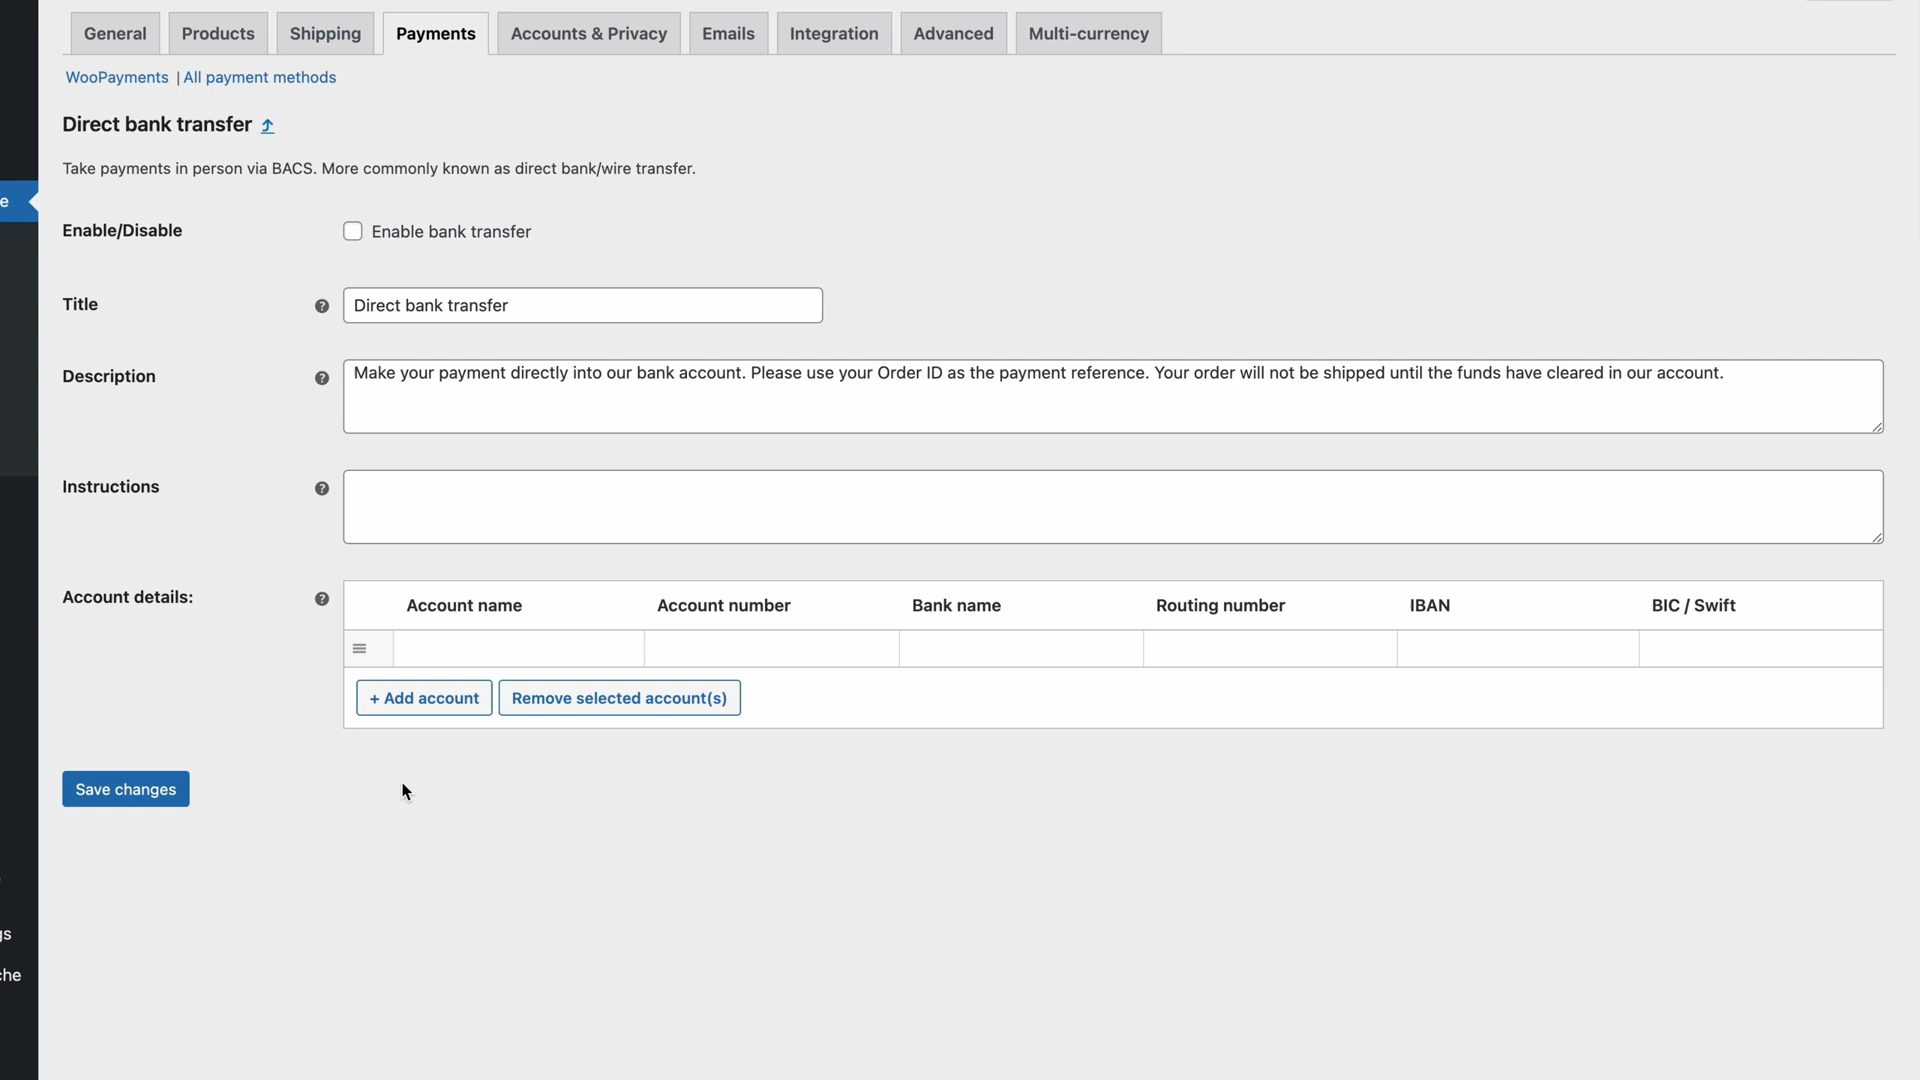 General Products Shipping Payments Accounts & Privacy Emails Integration Advanced Multi-currency
WooPayments | All payment methods
Direct bank transfer
Take payments in person via BACS. More commonly known as direct bank/wire transfer.
e
Enable/Disable Enable bank transfer
Title Direct bank transfer
Description Make your payment directly into our bank account. Please use your Order ID as the payment reference. Your order will not be shipped until the funds have cleared in our account.
Instructions
Account details: Account name Account number Bank name Routing number IBAN BIC / Swift
+ Add account Remove selected account(s)
Save changes
gs
che